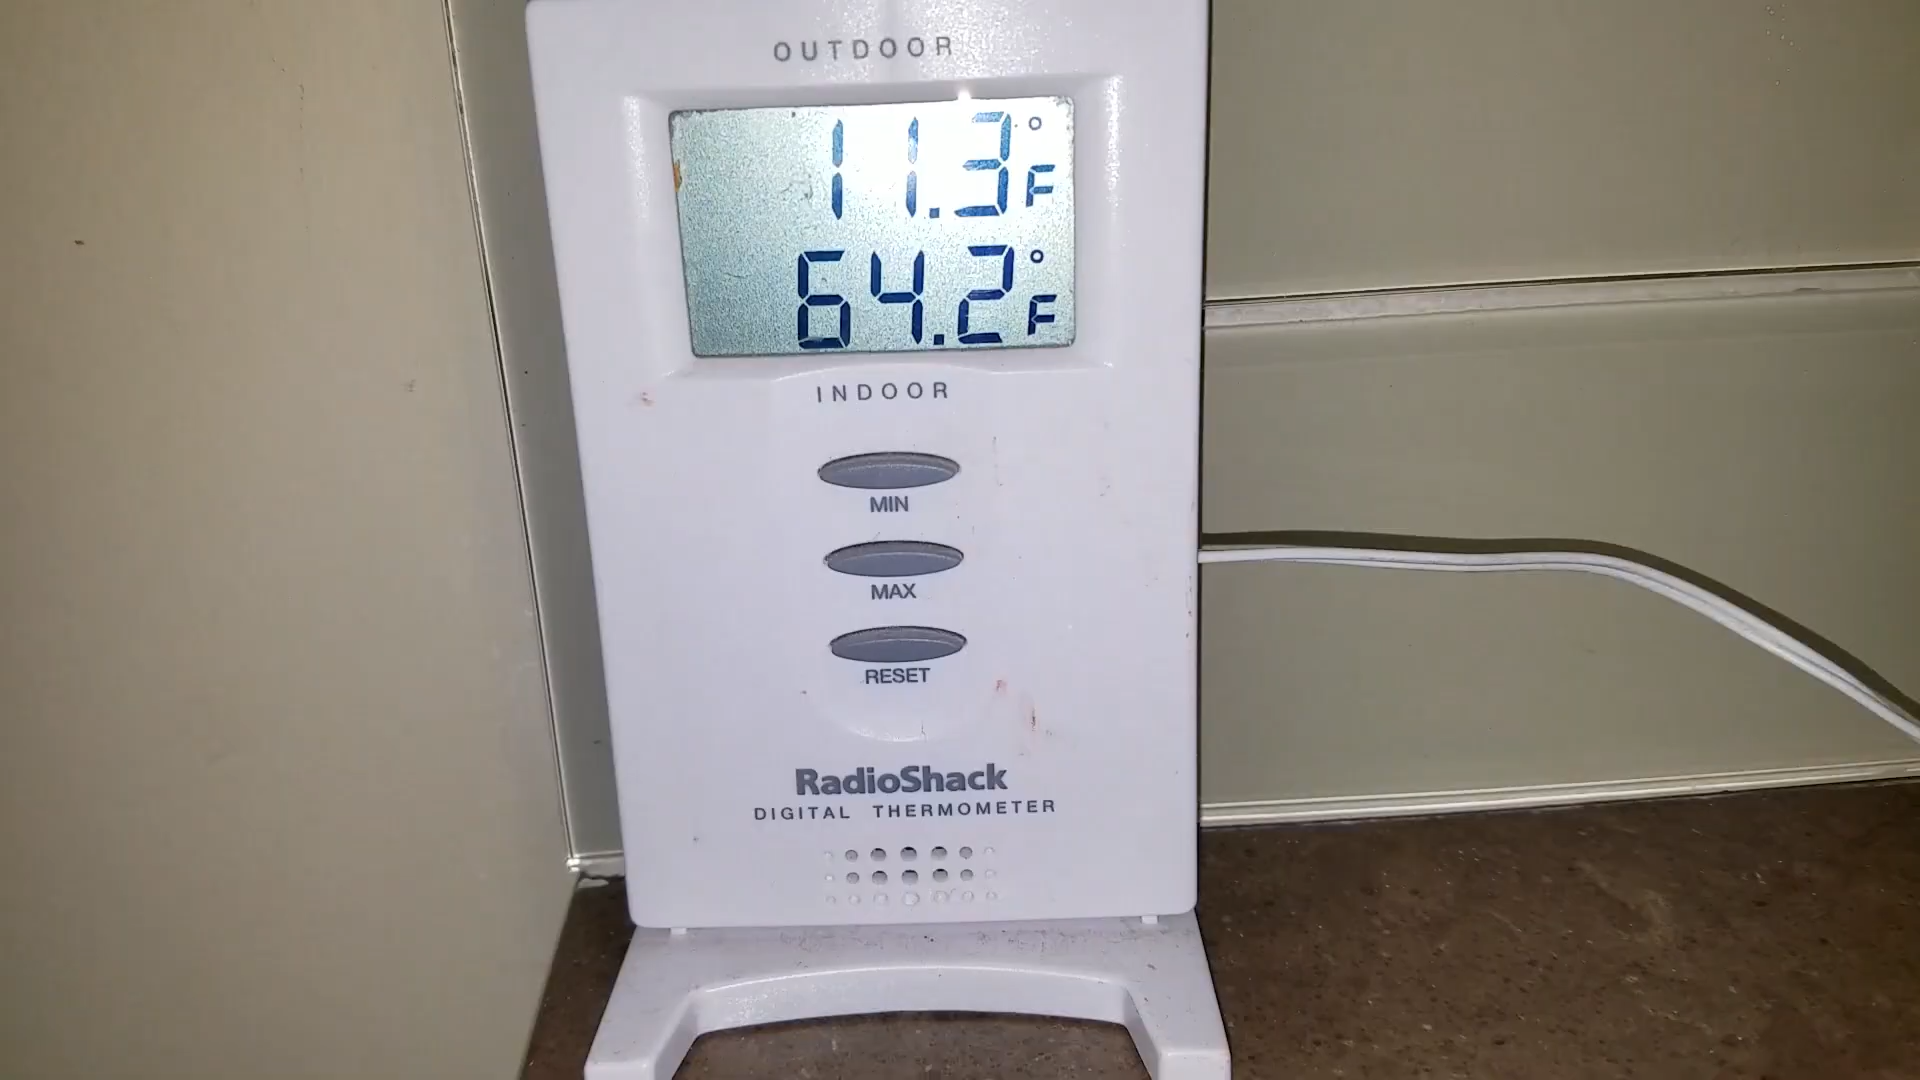 OUTDOOR
11.3°F
64.2°F
INDOOR
MIN
MAX
RESET
RadioShack
DIGITAL THERMOMETER